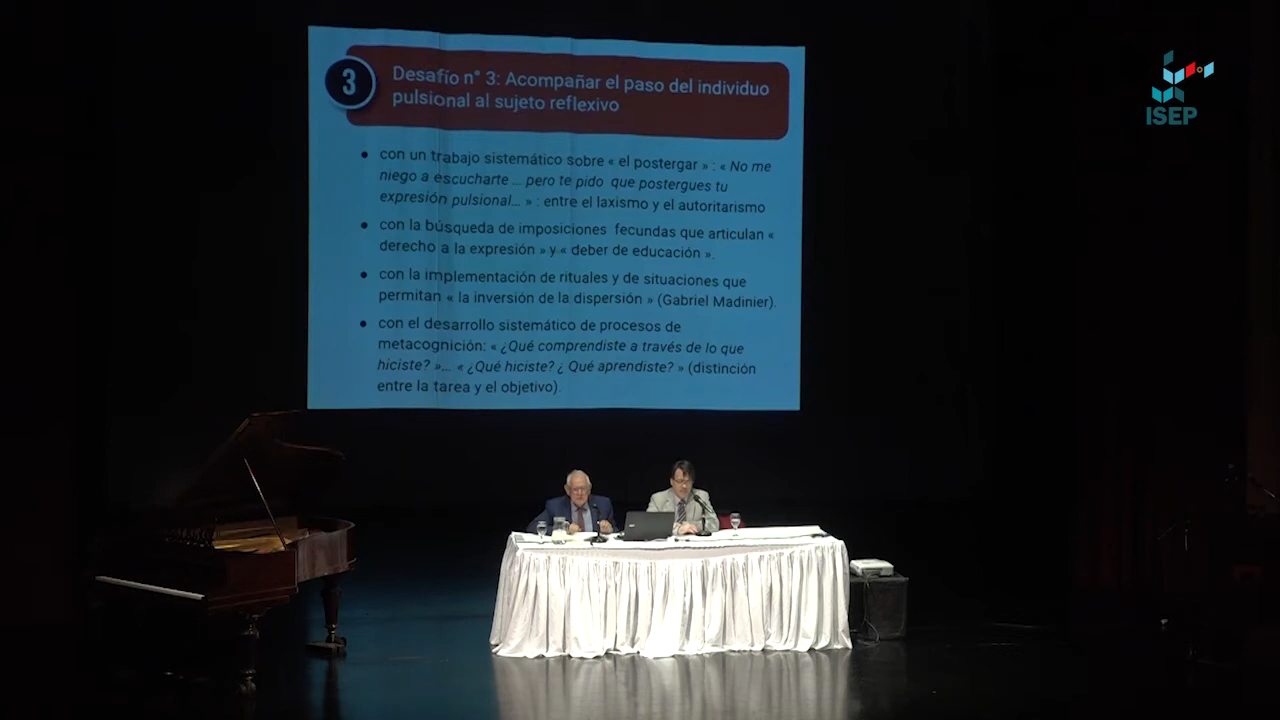 3
Desafío n° 3: Acompañar el paso del individuo
pulsional al sujeto reflexivo
• con un trabajo sistemático sobre « el postergar » : « No me
niego a escucharte ... pero te pido que postergues tu
expresión pulsional... » : entre el laxismo y el autoritarismo
• con la búsqueda de imposiciones fecundas que articulan «
derecho a la expresión » y « deber de educación ».
• con la implementación de rituales y de situaciones que
permitan « la inversión de la dispersión » (Gabriel Madinier).
• con el desarrollo sistemático de procesos de
metacognición: « ¿Qué comprendiste a través de lo que
hiciste? »... « ¿Qué hiciste? ¿ Qué aprendiste? » (distinción
entre la tarea y el objetivo).
ISEP